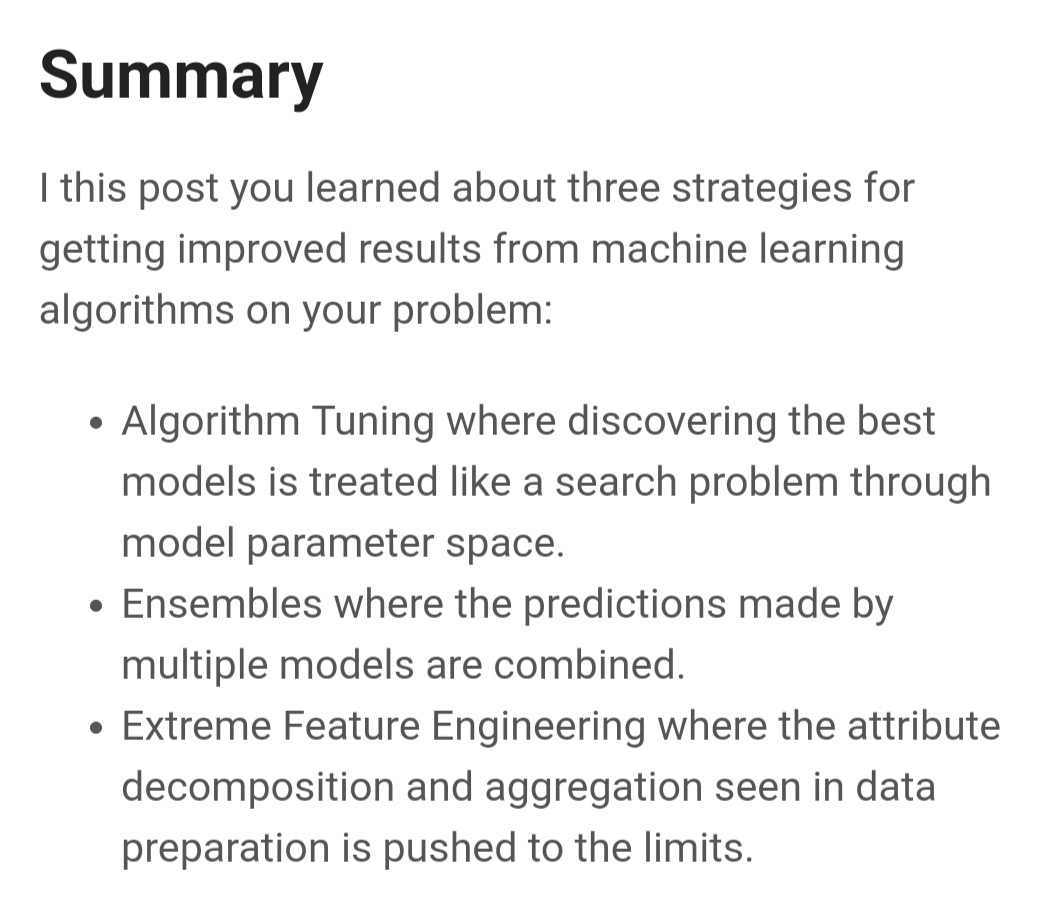 Summary
I this post you learned about three strategies for
getting improved results from machine learning
algorithms on your problem:
• Algorithm Tuning where discovering the best
models is treated like a search problem through
model parameter space.
• Ensembles where the predictions made by
multiple models are combined.
• Extreme Feature Engineering where the attribute
decomposition and aggregation seen in data
preparation is pushed to the limits.